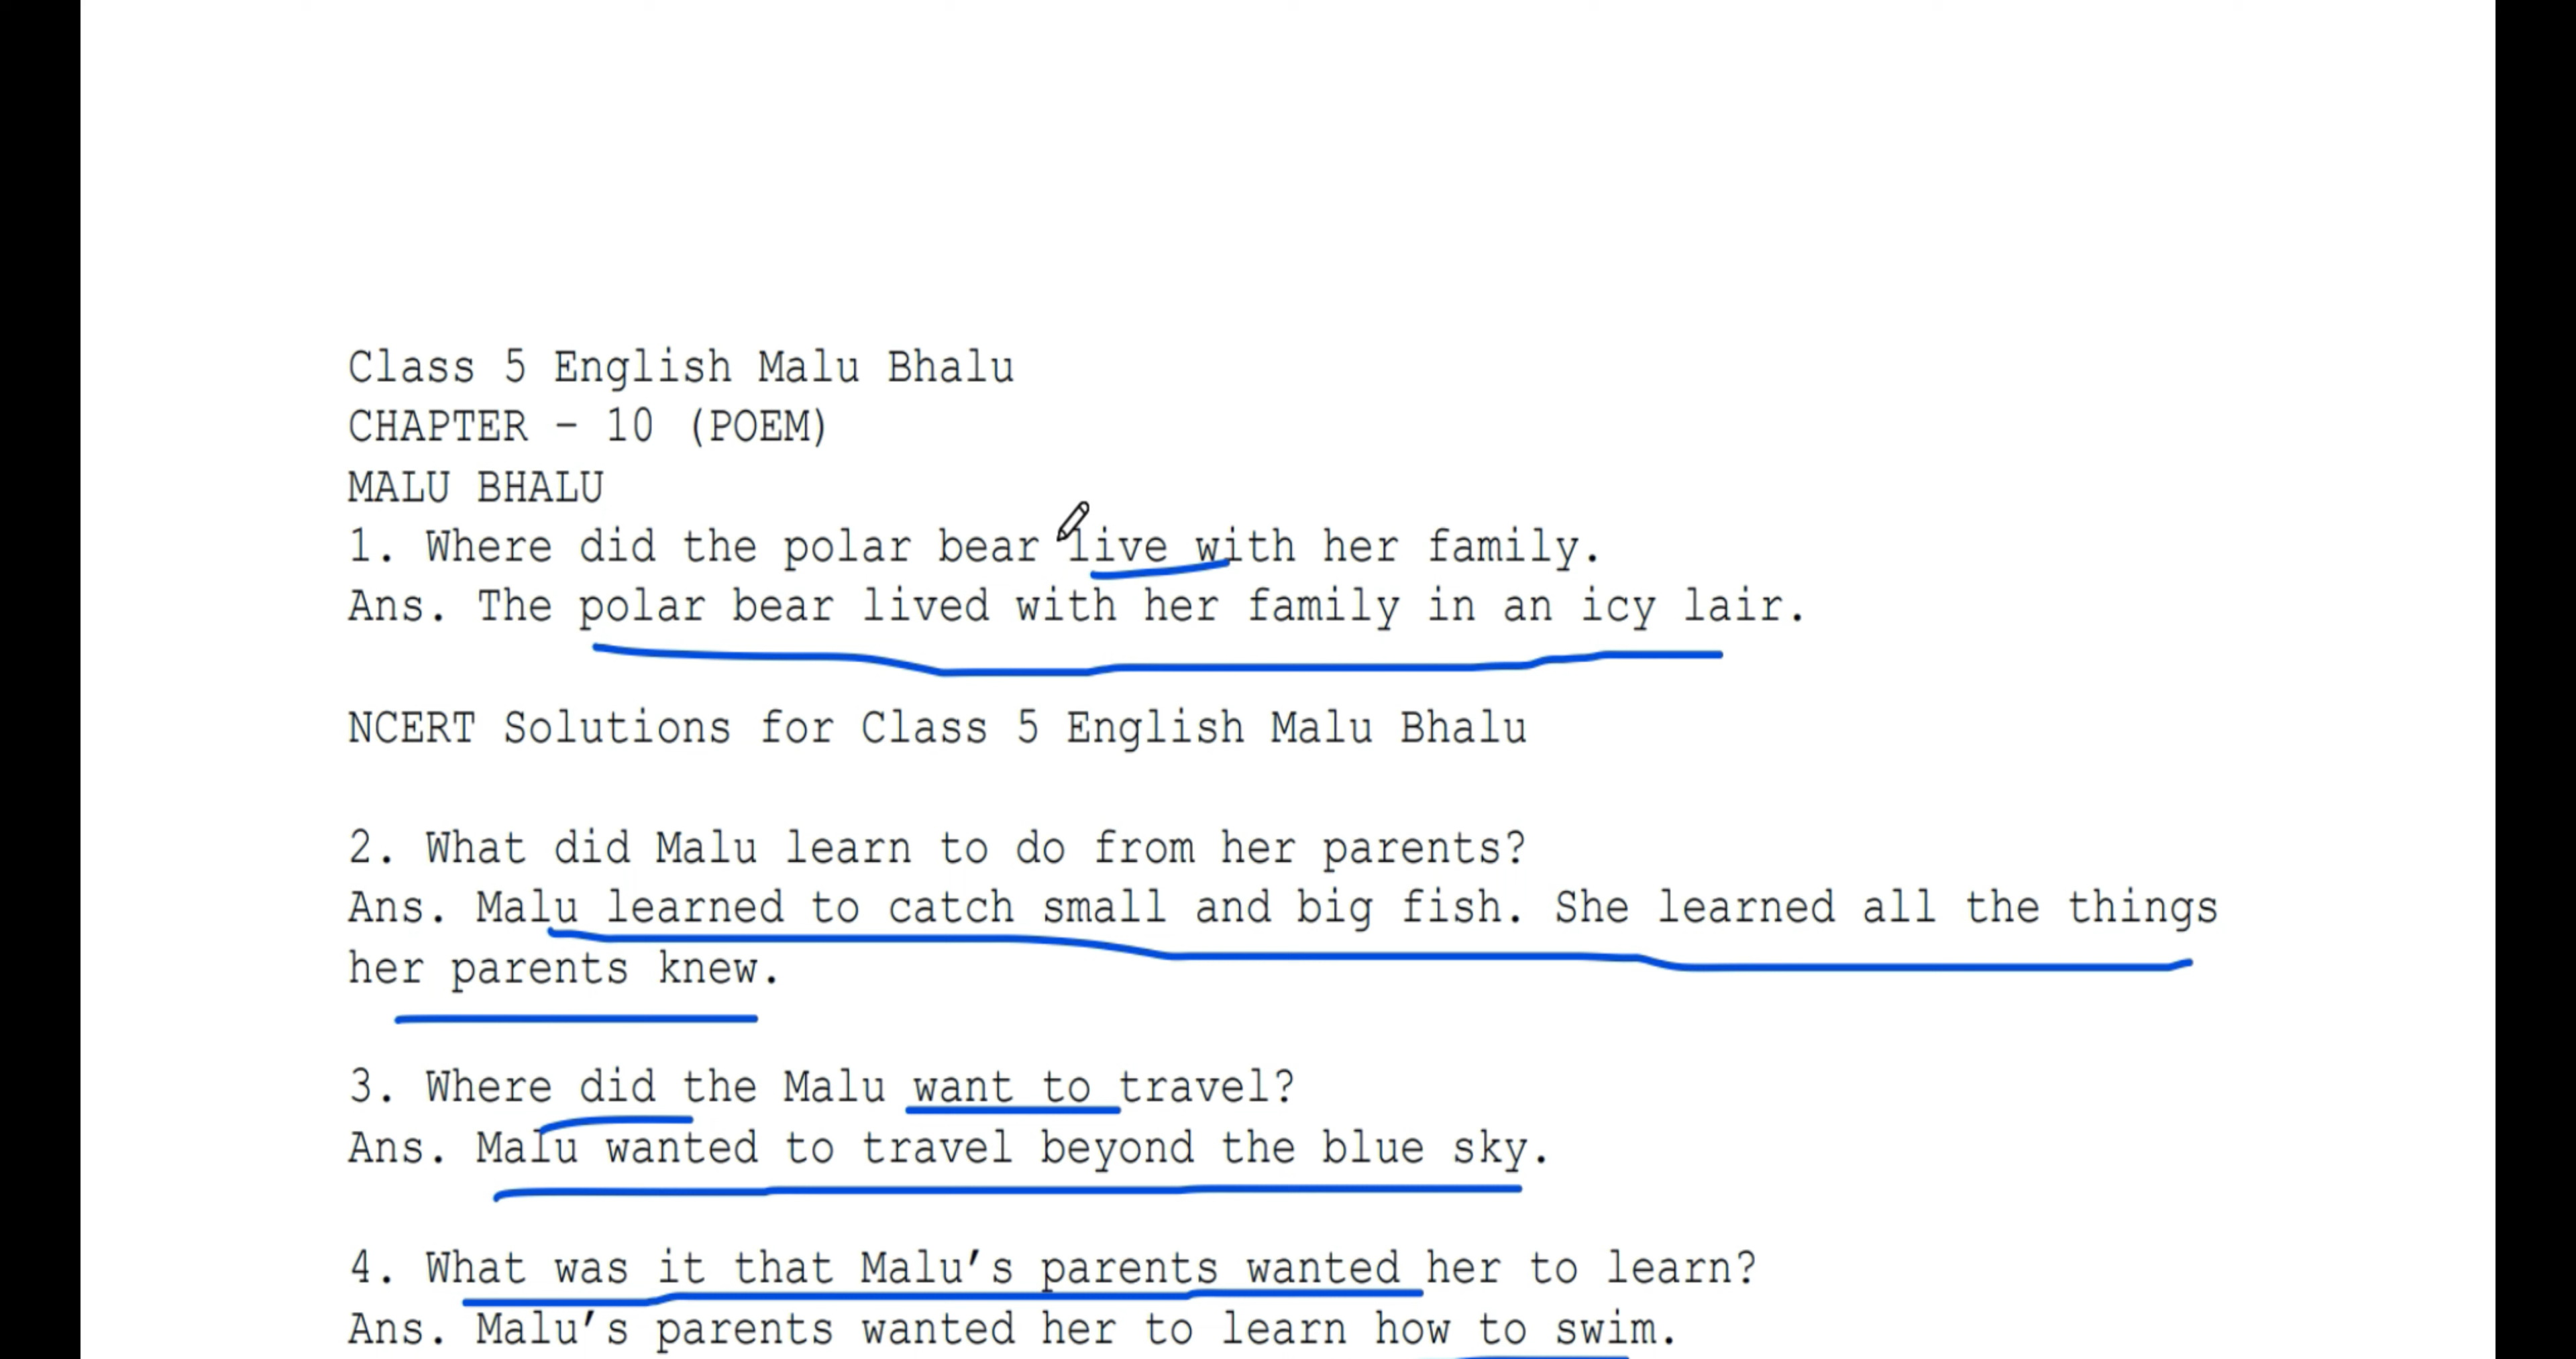 Class 5 English Malu Bhalu
CHAPTER – 10 (POEM)
MALU BHALU
1. Where did the polar bear live with her family.
Ans. The polar bear lived with her family in an icy lair.
NCERT Solutions for Class 5 English Malu Bhalu
2. What did Malu learn to do from her parents?
Ans. Malu learned to catch small and big fish. She learned all the things
her parents knew.
3. Where did the Malu want to travel?
Ans. Malu wanted to travel beyond the blue sky.
4. What was it that Malu’s parents wanted her to learn?
Ans. Malu’s parents wanted her to learn how to swim.